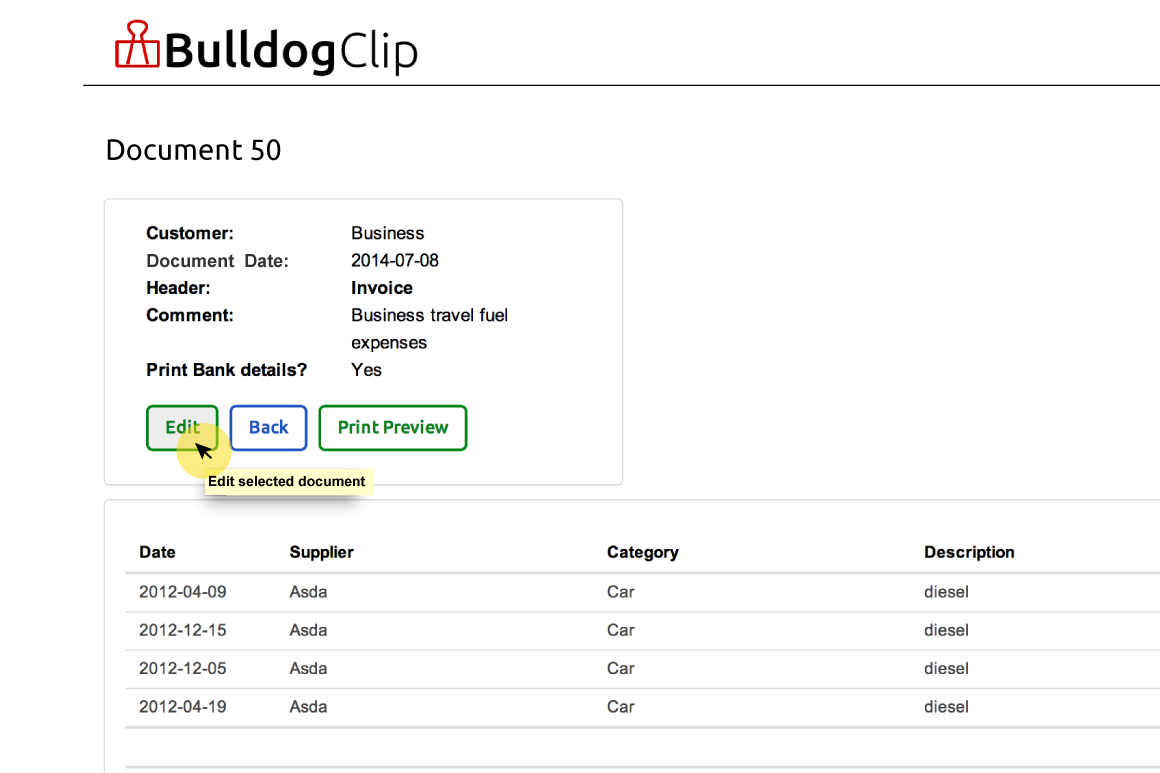 BulldogClip
Document 50
Customer: Business
Document Date: 2014-07-08
Header: Invoice
Comment: Business travel fuel
expenses
Print Bank details? Yes
Edit Back Print Preview
Edit selected document
Date Supplier Category Description
2012-04-09 Asda Car diesel
2012-12-15 Asda Car diesel
2012-12-05 Asda Car diesel
2012-04-19 Asda Car diesel